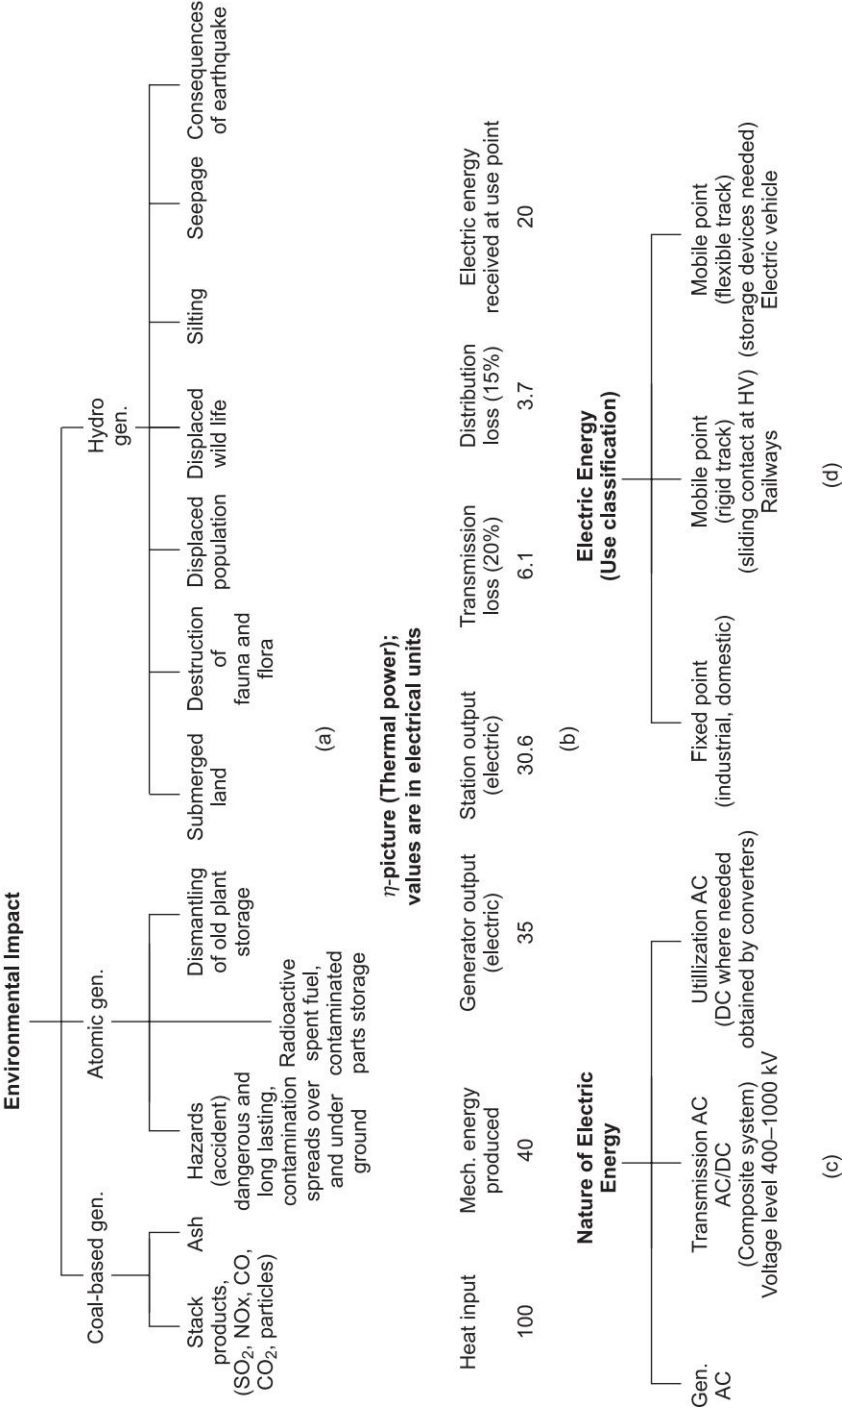 Environmental Impact
Coal-based gen.
Atomic gen.
Hydro
gen.
Stack
products,
(SO₂, NOx, CO,
CO₂, particles)
Ash
Hazards
(accident)
dangerous and
long lasting,
contamination
spreads over
and under
ground
Radioactive
spent fuel,
contaminated
parts storage
Dismantling
of old plant
storage
Submerged
land
Destruction
of
fauna and
flora
Displaced
population
Displaced
wild life
Silting
Seepage
Consequences
of earthquake
(a)
η-picture (Thermal power);
values are in electrical units
Heat input
100
Mech. energy
produced
40
Generator output
(electric)
35
Station output
(electric)
30.6
Transmission
loss (20%)
6.1
Distribution
loss (15%)
3.7
Electric energy
received at use point
20
(b)
Nature of Electric
Energy
Gen.
AC
Transmission AC
AC/DC
(Composite system)
Voltage level 400–1000 kV
Utillization AC
(DC where needed
obtained by converters)
(c)
Electric Energy
(Use classification)
Fixed point
(industrial, domestic)
Mobile point
(rigid track)
(sliding contact at HV)
Railways
Mobile point
(flexible track)
(storage devices needed)
Electric vehicle
(d)